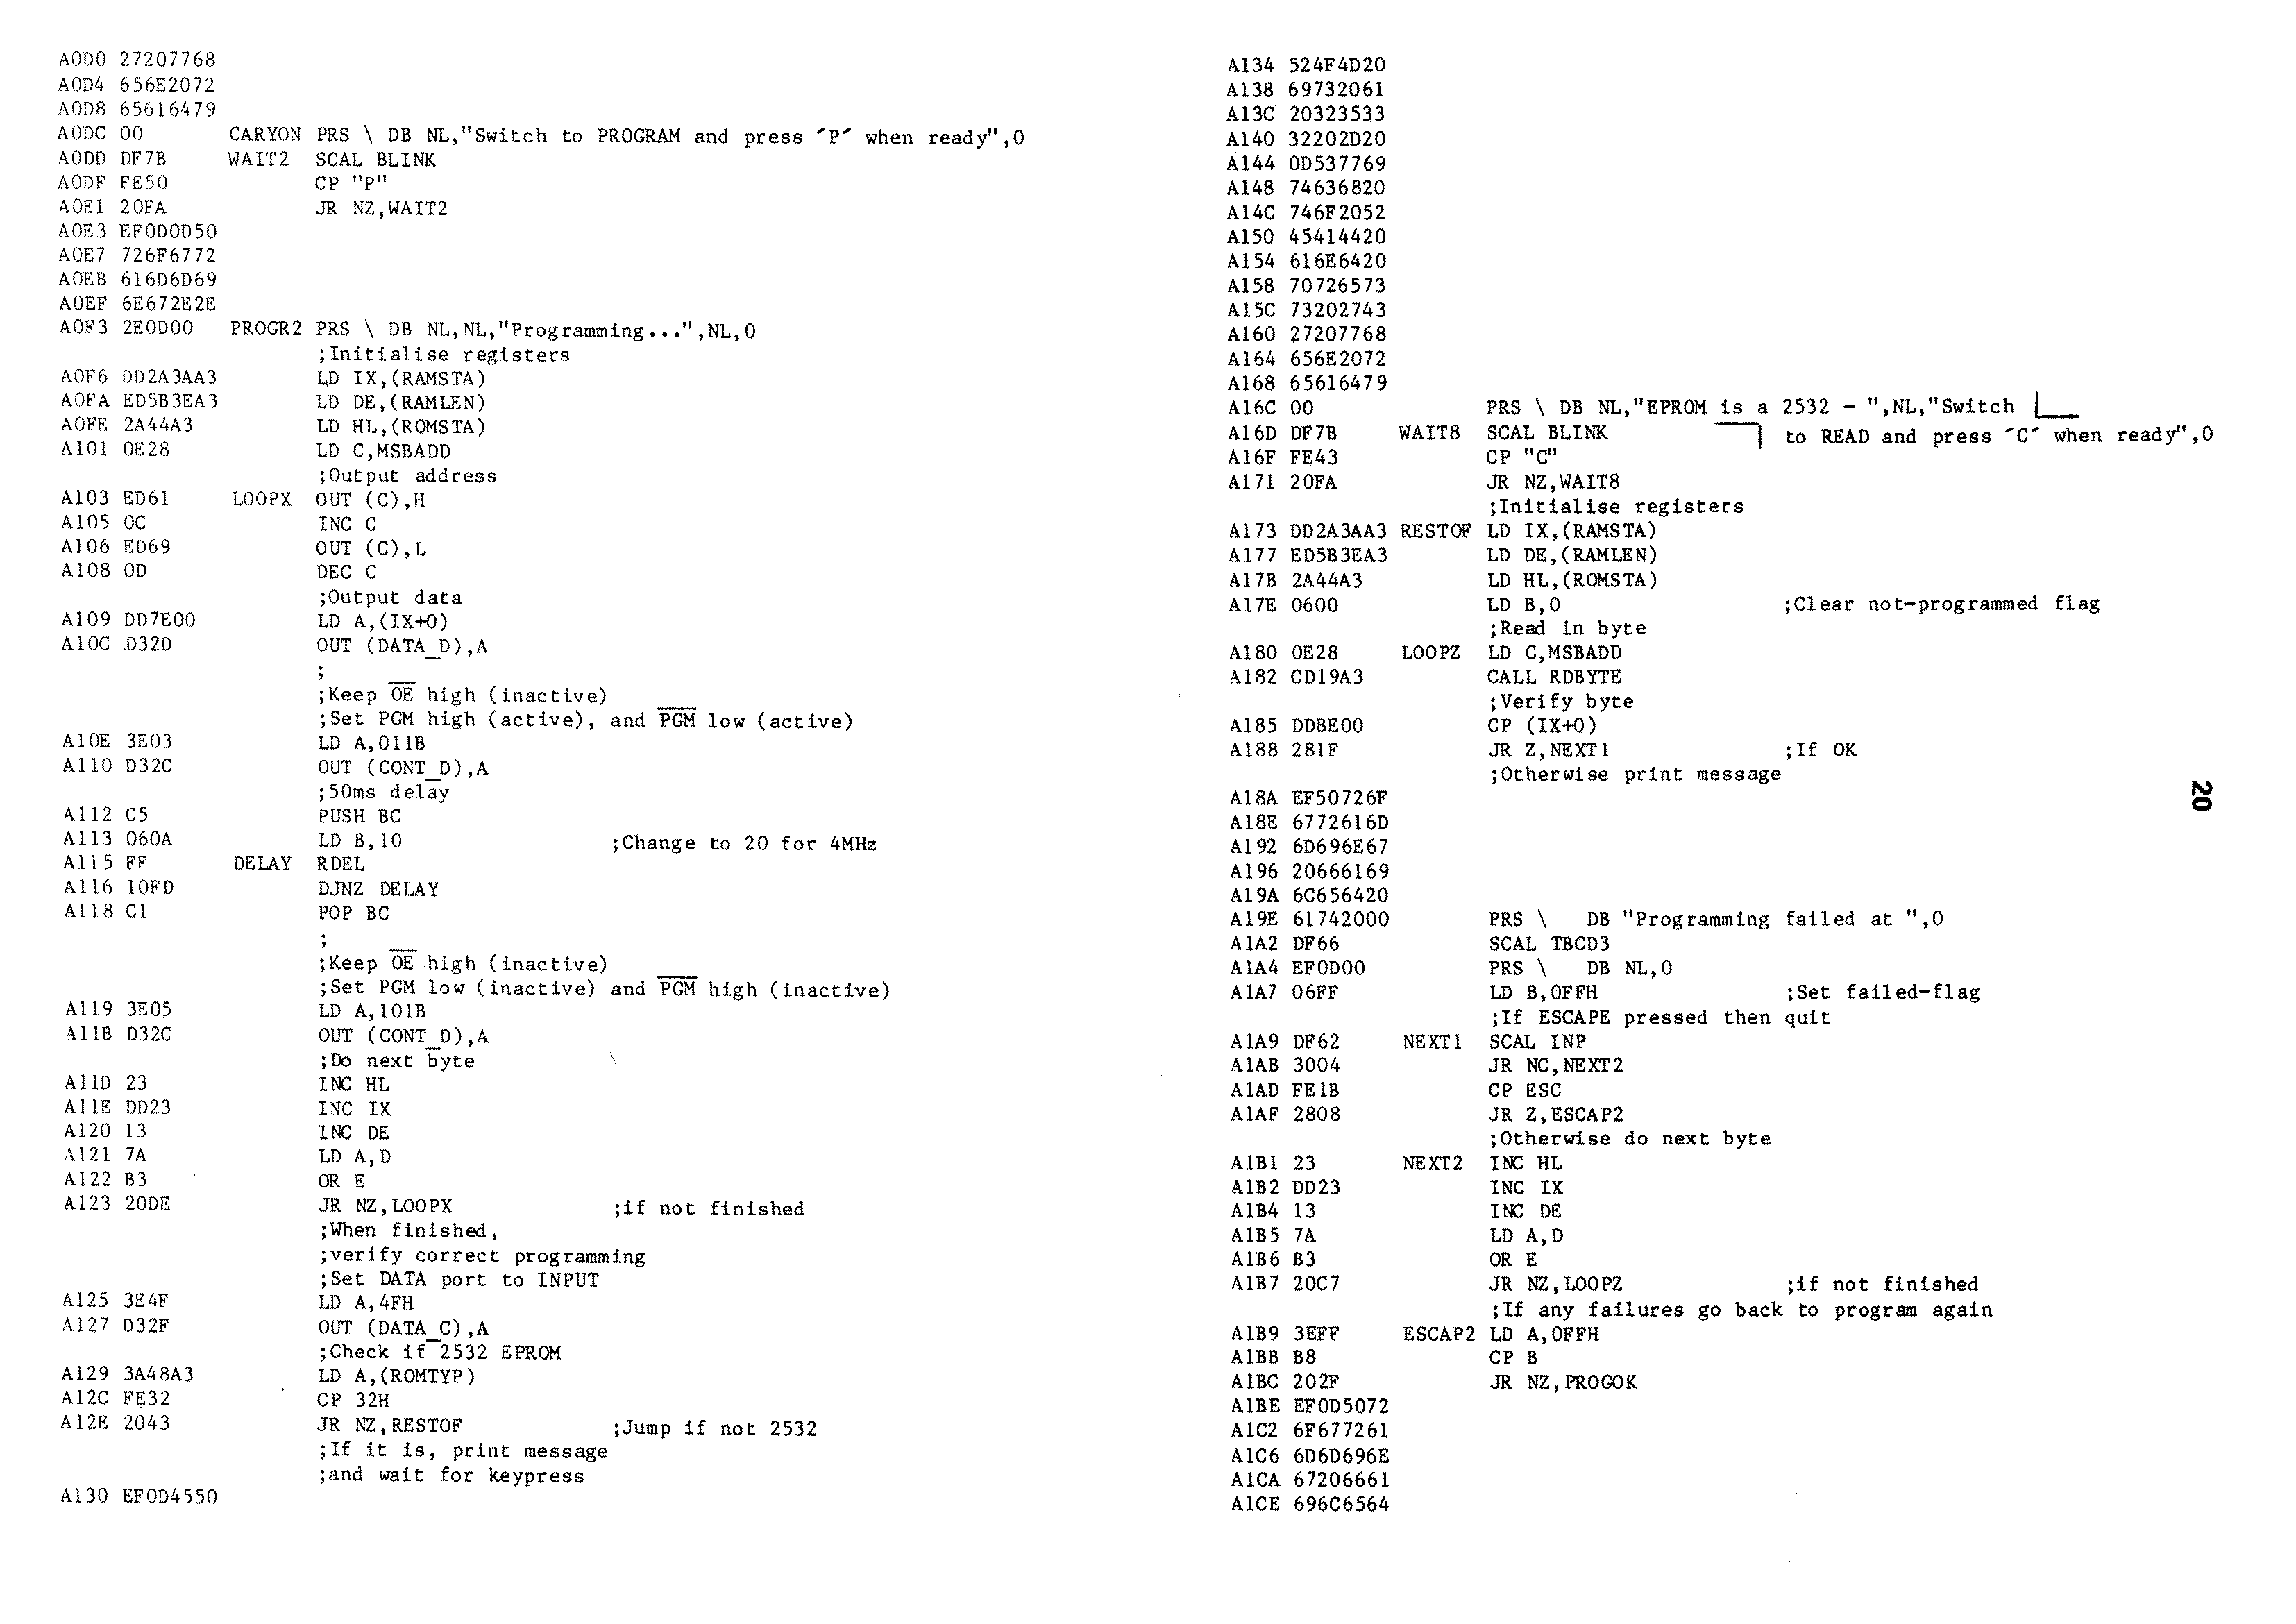 A0D0 27207768
A0D4 656E2072
A0D8 65616479
A0DC 00 CARYON PRS \ DB NL,"Switch to PROGRAM and press ´P´ when ready",0
A0DD DF7B WAIT2 SCAL BLINK
A0DF FE50 CP "P"
A0E1 20FA JR NZ,WAIT2
A0E3 EF0D0D50
A0E7 726F6772
A0EB 616D6D69
A0EF 6E672E2E
A0F3 2E0D00 PROGR2 PRS \ DB NL,NL,"Programming...",NL,0
;Initialise registers
A0F6 DD2A3AA3 LD IX,(RAMSTA)
A0FA ED5B3EA3 LD DE,(RAMLEN)
A0FE 2A44A3 LD HL,(ROMSTA)
A101 0E28 LD C,MSBADD
;Output address
A103 ED61 LOOPX OUT (C),H
A105 0C INC C
A106 ED69 OUT (C),L
A108 0D DEC C
;Output data
A109 DD7E00 LD A,(IX+0)
A10C D32D OUT (DATA_D),A
;
;Keep OE high (inactive)
;Set PGM high (active), and PGM low (active)
A10E 3E03 LD A,011B
A110 D32C OUT (CONT_D),A
;50ms delay
A112 C5 PUSH BC
A113 060A LD B,10 ;Change to 20 for 4MHz
A115 FF DELAY RDEL
A116 10FD DJNZ DELAY
A118 C1 POP BC
;
;Keep OE high (inactive)
;Set PGM low (inactive) and PGM high (inactive)
A119 3E05 LD A,101B
A11B D32C OUT (CONT_D),A
;Do next byte
A11D 23 INC HL
A11E DD23 INC IX
A120 13 INC DE
A121 7A LD A,D
A122 B3 OR E
A123 20DE JR NZ,LOOPX ;if not finished
;When finished,
;verify correct programming
;Set DATA port to INPUT
A125 3E4F LD A,4FH
A127 D32F OUT (DATA_C),A
;Check if 2532 EPROM
A129 3A48A3 LD A,(ROMTYP)
A12C FE32 CP 32H
A12E 2043 JR NZ,RESTOF ;Jump if not 2532
;If it is, print message
;and wait for keypress
A130 EF0D4550
A134 524F4D20
A138 69732061
A13C 20323533
A140 32202D20
A144 0D537769
A148 74636820
A14C 746F2052
A150 45414420
A154 616E6420
A158 70726573
A15C 73202743
A160 27207768
A164 656E2072
A168 65616479
A16C 00 PRS \ DB NL,"EPROM is a 2532 - ",NL,"Switch
A16D DF7B WAIT8 SCAL BLINK to READ and press ´C´ when ready",0
A16F FE43 CP "C"
A171 20FA JR NZ,WAIT8
;Initialise registers
A173 DD2A3AA3 RESTOF LD IX,(RAMSTA)
A177 ED5B3EA3 LD DE,(RAMLEN)
A17B 2A44A3 LD HL,(ROMSTA)
A17E 0600 LD B,0 ;Clear not-programmed flag
;Read in byte
A180 0E28 LOOPZ LD C,MSBADD
A182 CD19A3 CALL RDBYTE
;Verify byte
A185 DDBE00 CP (IX+0)
A188 281F JR Z,NEXT1 ;If OK
;Otherwise print message
A18A EF50726F
A18E 6772616D
A192 6D696E67
A196 20666169
A19A 6C656420
A19E 61742000 PRS \ DB "Programming failed at ",0
A1A2 DF66 SCAL TBCD3
A1A4 EF0D00 PRS \ DB NL,0
A1A7 06FF LD B,0FFH ;Set failed-flag
;If ESCAPE pressed then quit
A1A9 DF62 NEXT1 SCAL INP
A1AB 3004 JR NC,NEXT2
A1AD FE1B CP ESC
A1AF 2808 JR Z,ESCAP2
;Otherwise do next byte
A1B1 23 NEXT2 INC HL
A1B2 DD23 INC IX
A1B4 13 INC DE
A1B5 7A LD A,D
A1B6 B3 OR E
A1B7 20C7 JR NZ,LOOPZ ;if not finished
;If any failures go back to program again
A1B9 3EFF ESCAP2 LD A,0FFH
A1BB B8 CP B
A1BC 202F JR NZ,PROGOK
A1BE EF0D5072
A1C2 6F677261
A1C6 6D6D696E
A1CA 67206661
A1CE 696C6564
20